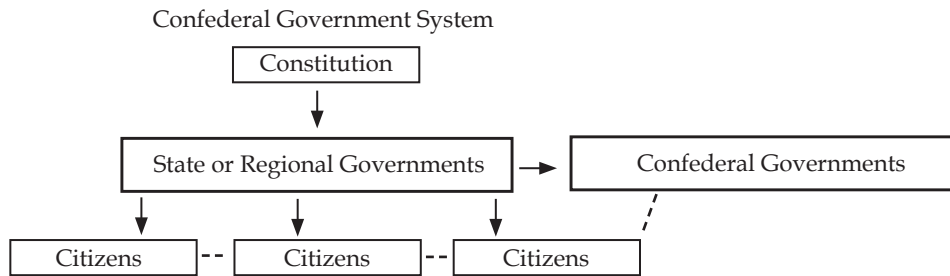 Confederal Government System
Constitution
State or Regional Governments
Confederal Governments
Citizens
Citizens
Citizens